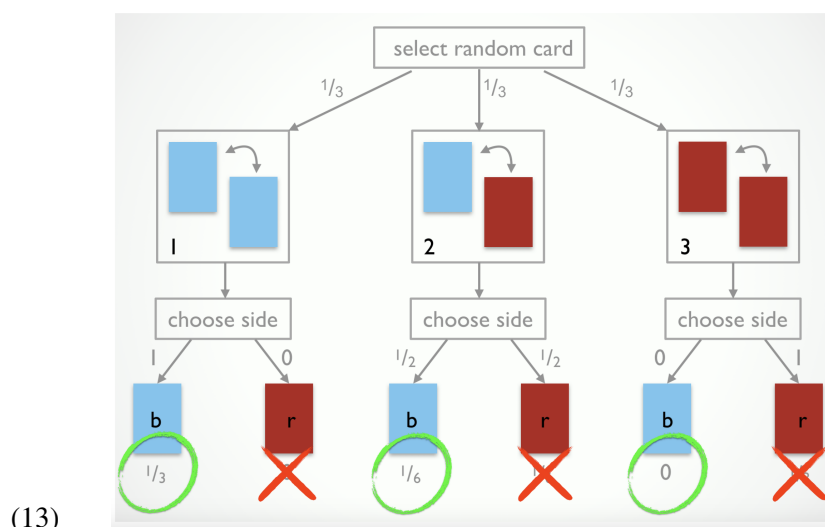 select random card
1/3 1/3 1/3
1 2 3
choose side choose side choose side
1 0 1/2 1/2 0 1
b r b r b r
1/3 1/6 0
(13)